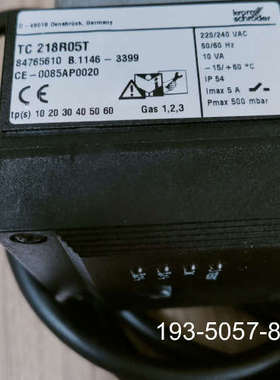 D - 49018 Osnabrück, Germany
kromschröder
TC 218R05T
84765610 B.1146 - 3399
CE-0085AP0020
220/240 VAC
50/60 Hz
10 VA
-15/+60 °C
IP 54
Imax 5 A
Pmax 500 mbar
tp(s) 10 20 30 40 50 60
Gas 1,2,3
193-5057-8